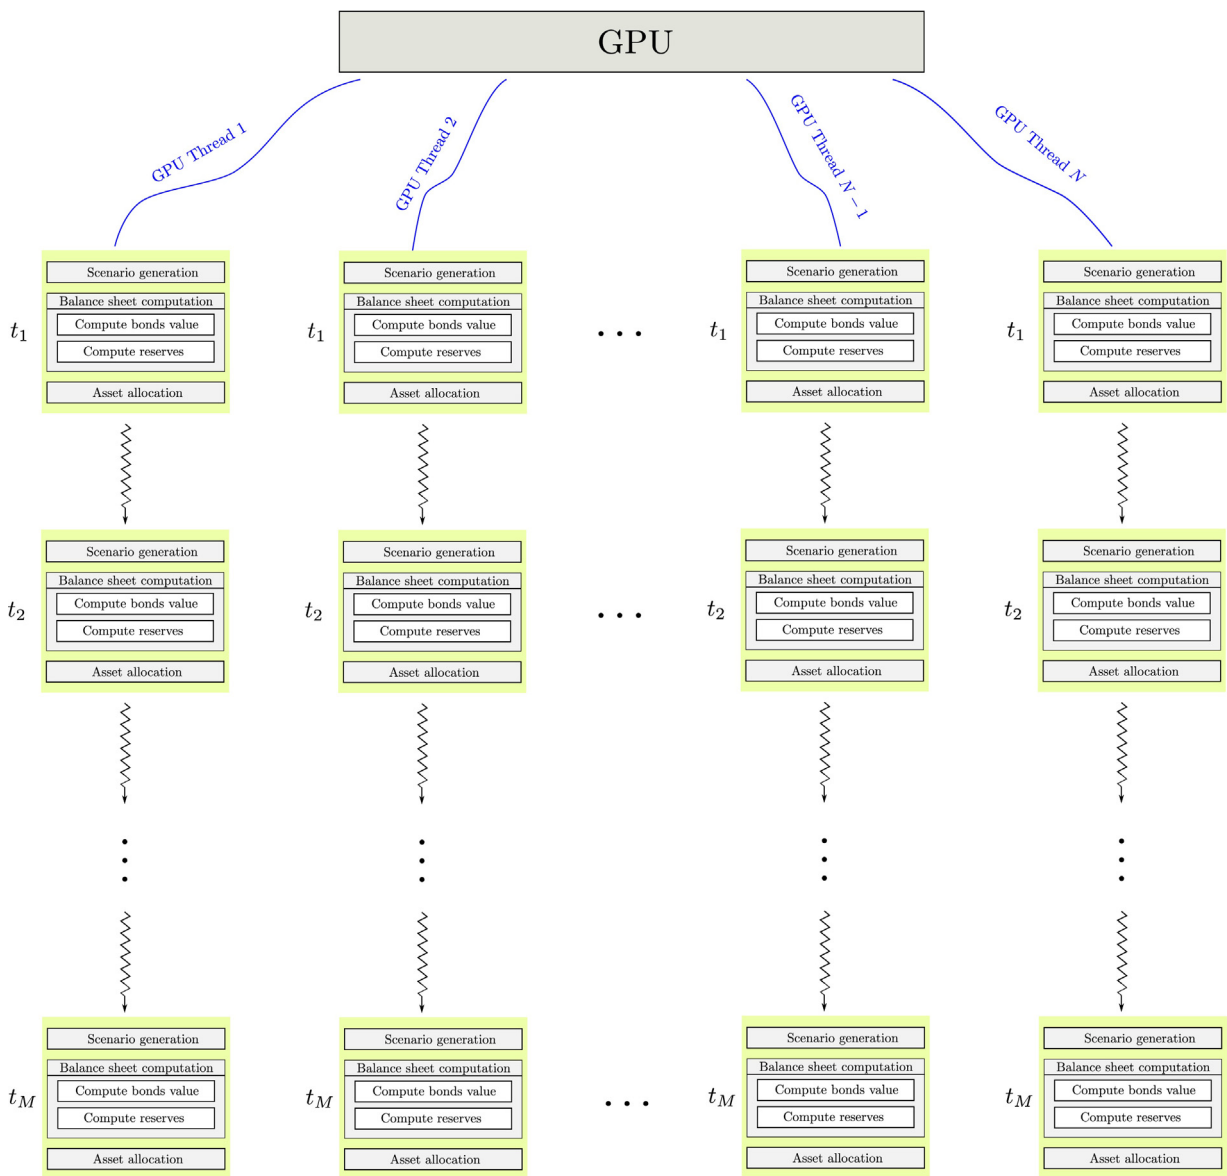 GPU
GPU Thread 1
GPU Thread 2
GPU Thread N − 1
GPU Thread N
Scenario generation
Scenario generation
Scenario generation
Scenario generation
Balance sheet computation
Balance sheet computation
Balance sheet computation
Balance sheet computation
t₁ Compute bonds value
t₁ Compute bonds value
. . .
t₁ Compute bonds value
t₁ Compute bonds value
Compute reserves
Compute reserves
Compute reserves
Compute reserves
Asset allocation
Asset allocation
Asset allocation
Asset allocation
Scenario generation
Scenario generation
Scenario generation
Scenario generation
Balance sheet computation
Balance sheet computation
Balance sheet computation
Balance sheet computation
t₂ Compute bonds value
t₂ Compute bonds value
. . .
t₂ Compute bonds value
t₂ Compute bonds value
Compute reserves
Compute reserves
Compute reserves
Compute reserves
Asset allocation
Asset allocation
Asset allocation
Asset allocation
Scenario generation
Scenario generation
Scenario generation
Scenario generation
Balance sheet computation
Balance sheet computation
Balance sheet computation
Balance sheet computation
t_M Compute bonds value
t_M Compute bonds value
. . .
t_M Compute bonds value
t_M Compute bonds value
Compute reserves
Compute reserves
Compute reserves
Compute reserves
Asset allocation
Asset allocation
Asset allocation
Asset allocation